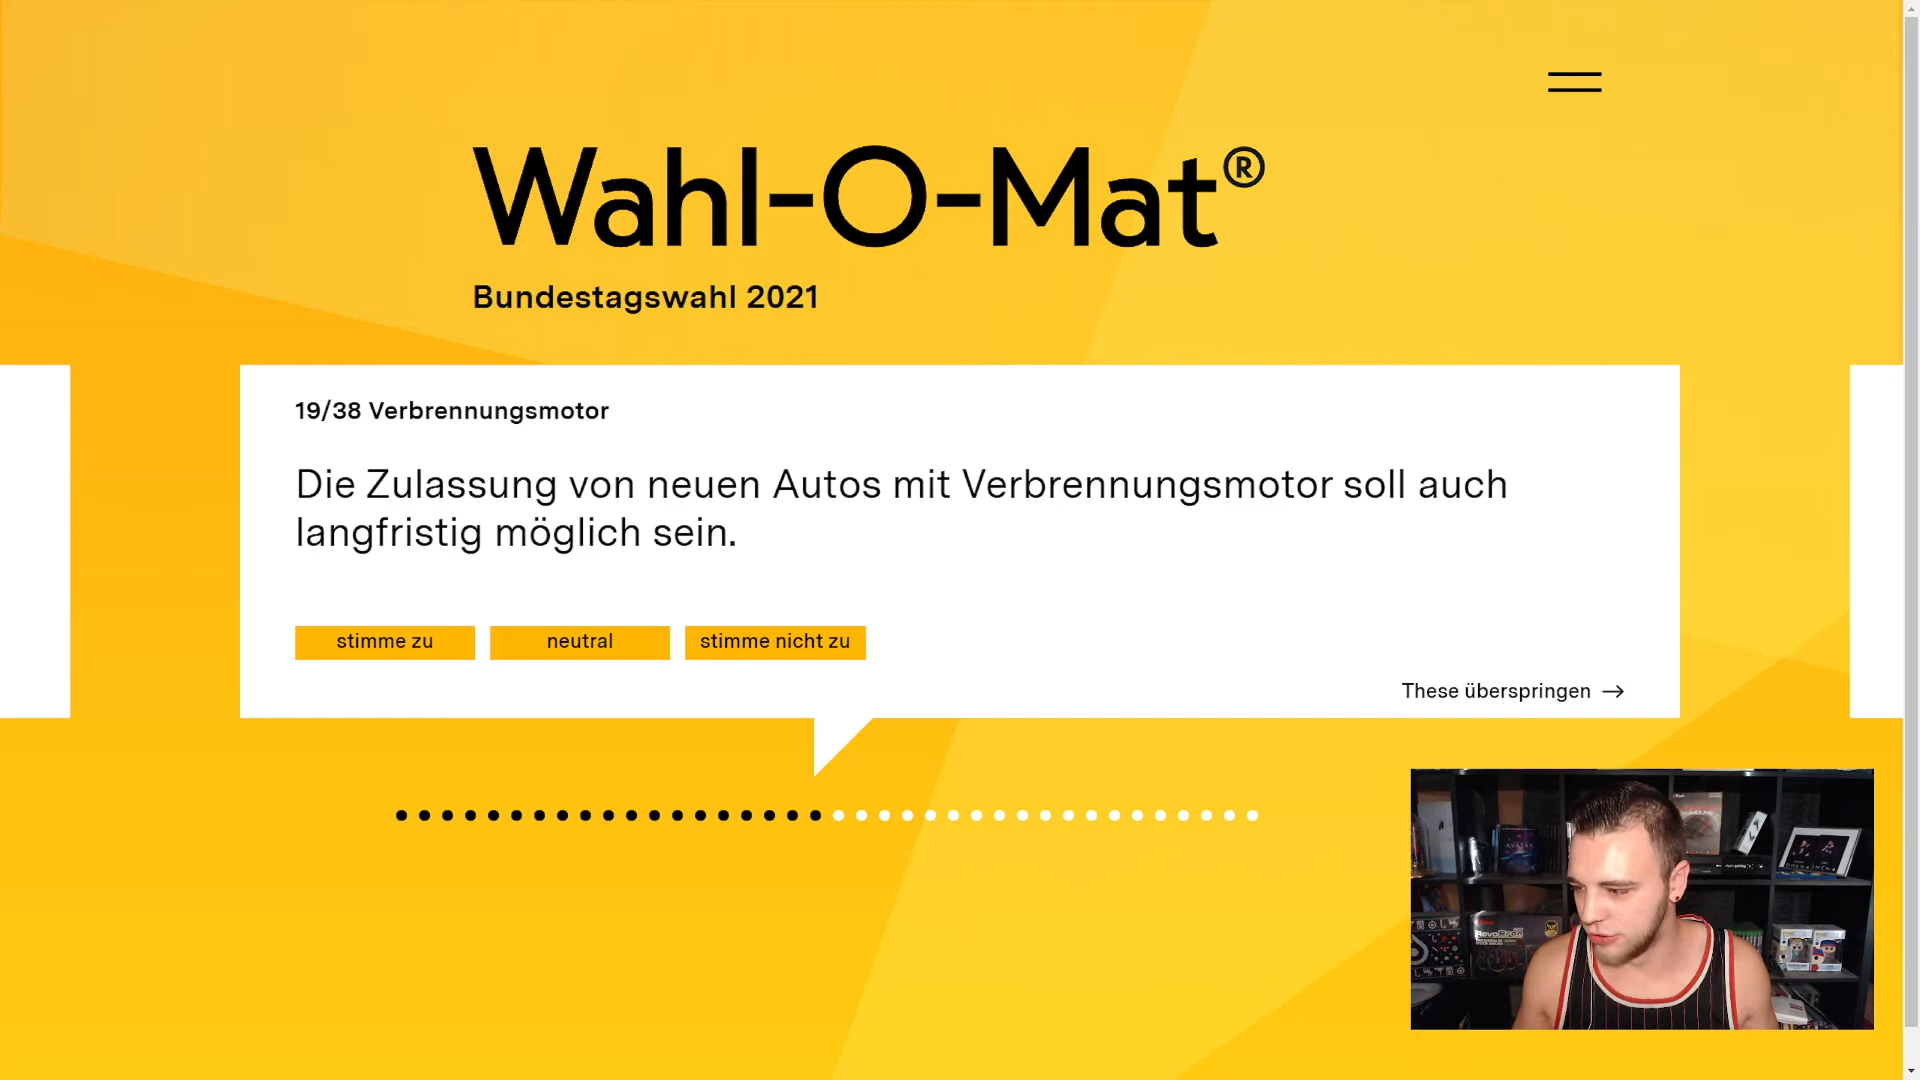 Wahl-O-Mat®
Bundestagswahl 2021
19/38 Verbrennungsmotor
Die Zulassung von neuen Autos mit Verbrennungsmotor soll auch
langfristig möglich sein.
stimme zu
neutral
stimme nicht zu
These überspringen →
AVATAR